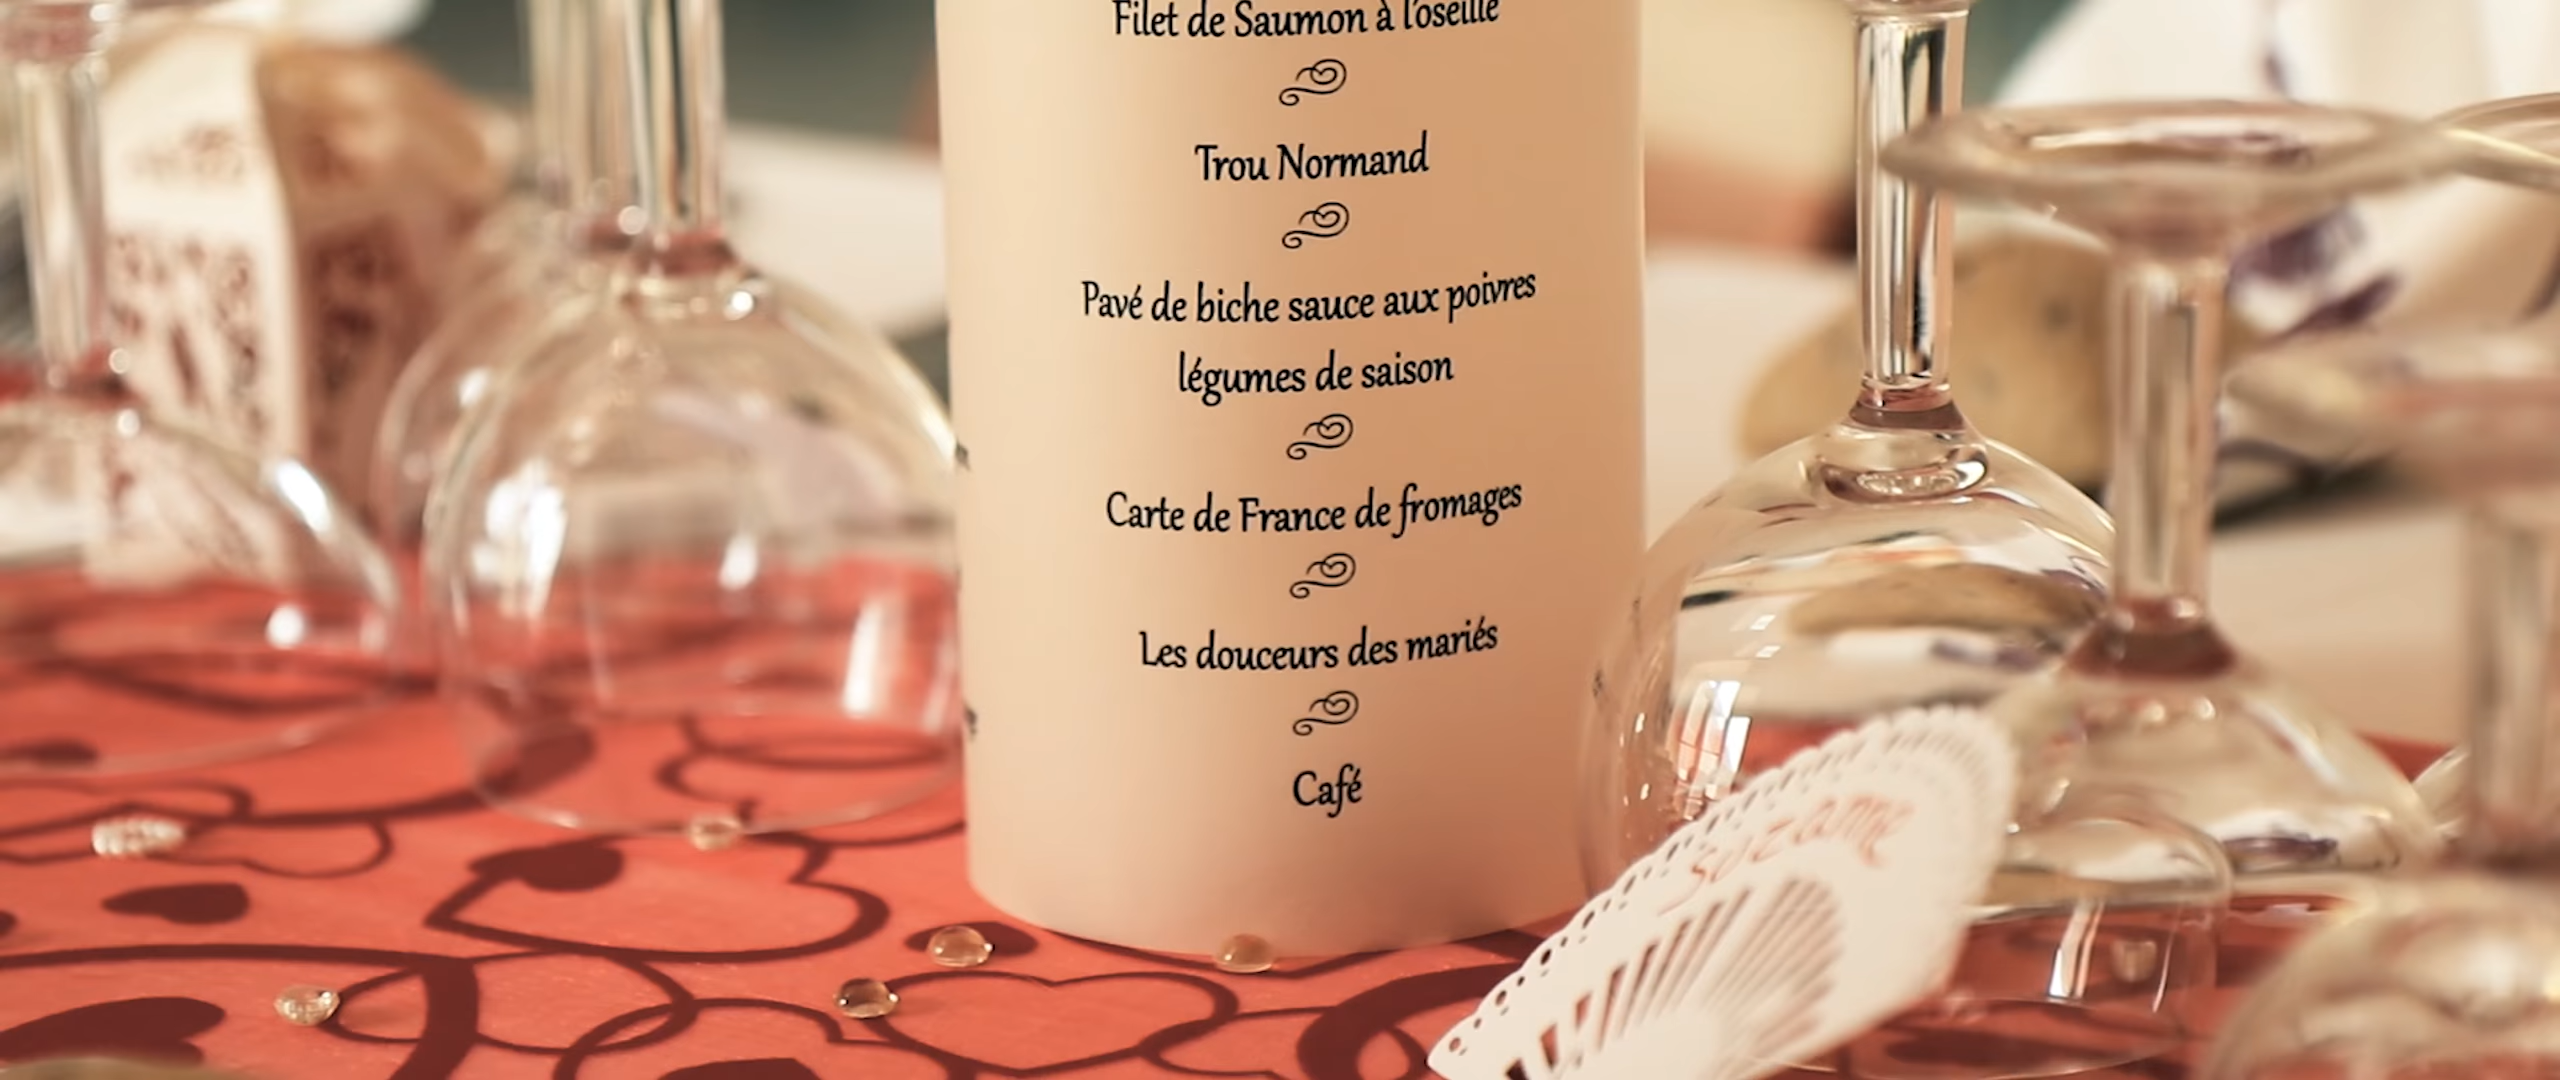 Filet de Saumon à l'oseille
Trou Normand
Pavé de biche sauce aux poivres
légumes de saison
Carte de France de fromages
Les douceurs des mariés
Café
suzanne